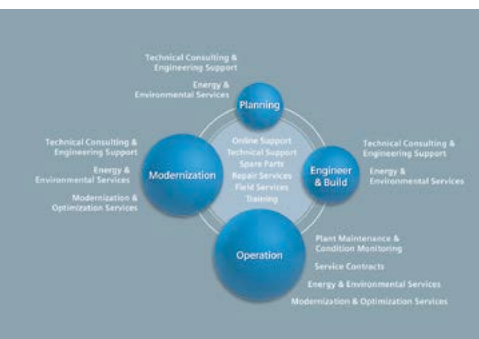 Technical Consulting &
Engineering Support
Energy &
Environmental Services
Planning
Online Support
Technical Support
Spare Parts
Repair Services
Field Services
Training
Technical Consulting &
Engineering Support
Energy &
Environmental Services
Modernization &
Optimization Services
Modernization
Engineer
& Build
Technical Consulting &
Engineering Support
Energy &
Environmental Services
Operation
Plant Maintenance &
Condition Monitoring
Service Contracts
Energy & Environmental Services
Modernization & Optimization Services